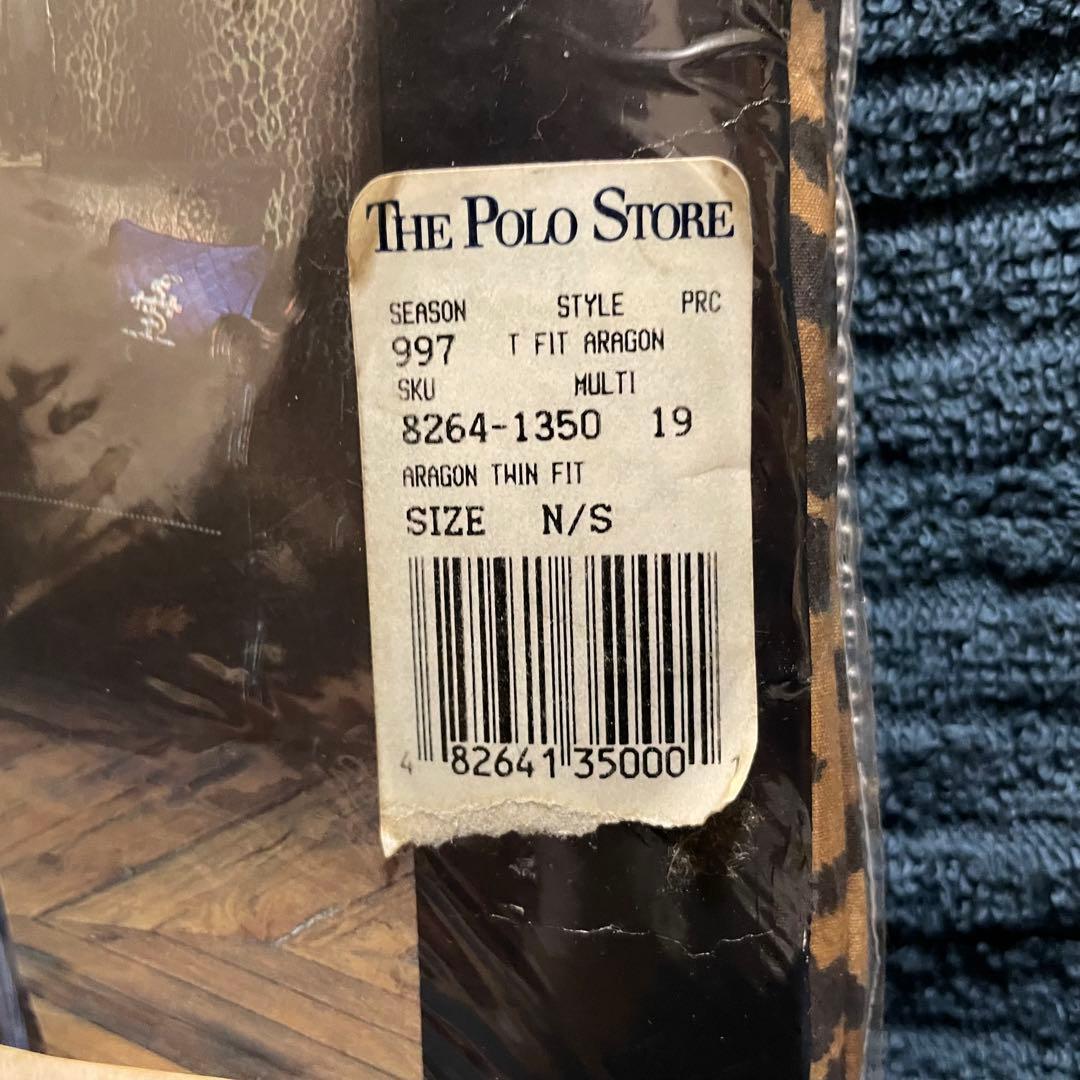 THE POLO STORE
SEASON STYLE PRC
997 T FIT ARAGON
SKU MULTI
8264-1350 19
ARAGON TWIN FIT
SIZE N/S
4 82641 35000 1